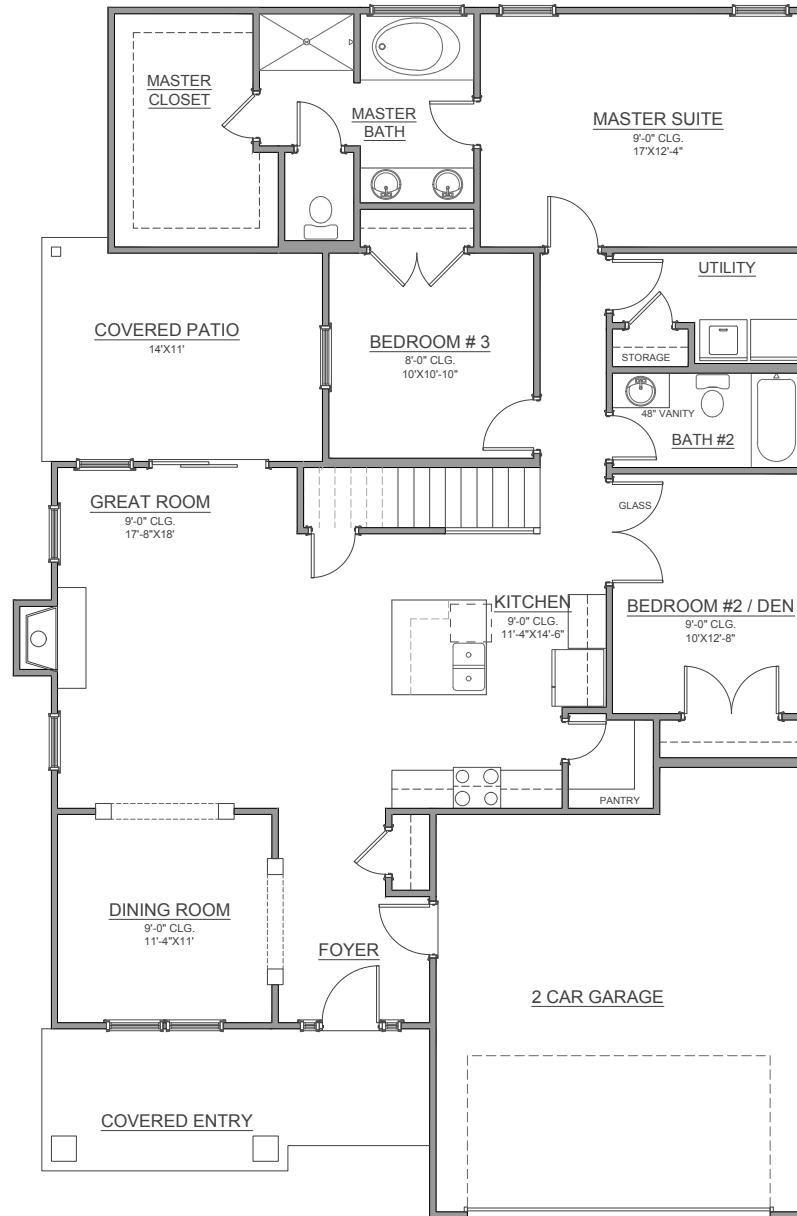 MASTER
CLOSET
MASTER
BATH
MASTER SUITE
9'-0" CLG.
17'X12'-4"
UTILITY
STORAGE
COVERED PATIO
14'X11'
BEDROOM # 3
8'-0" CLG.
10'X10'-10"
48" VANITY
BATH #2
GREAT ROOM
9'-0" CLG.
17'-8"X18'
GLASS
KITCHEN
9'-0" CLG.
11'-4"X14'-6"
BEDROOM #2 / DEN
9'-0" CLG.
10'X12'-8"
PANTRY
DINING ROOM
9'-0" CLG.
11'-4"X11'
FOYER
2 CAR GARAGE
COVERED ENTRY